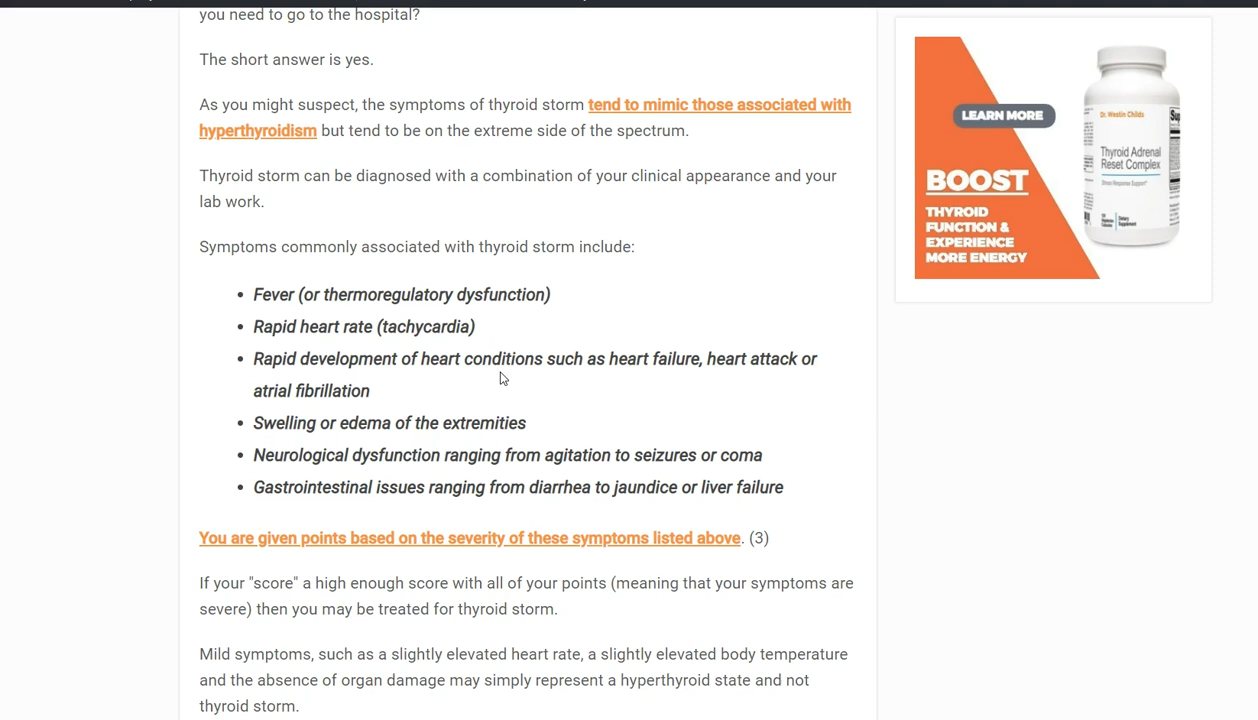 you need to go to the hospital?
The short answer is yes.
As you might suspect, the symptoms of thyroid storm tend to mimic those associated with
hyperthyroidism but tend to be on the extreme side of the spectrum.
Thyroid storm can be diagnosed with a combination of your clinical appearance and your
lab work.
Symptoms commonly associated with thyroid storm include:
• Fever (or thermoregulatory dysfunction)
• Rapid heart rate (tachycardia)
• Rapid development of heart conditions such as heart failure, heart attack or
atrial fibrillation
• Swelling or edema of the extremities
• Neurological dysfunction ranging from agitation to seizures or coma
• Gastrointestinal issues ranging from diarrhea to jaundice or liver failure
You are given points based on the severity of these symptoms listed above. (3)
If your "score" a high enough score with all of your points (meaning that your symptoms are
severe) then you may be treated for thyroid storm.
Mild symptoms, such as a slightly elevated heart rate, a slightly elevated body temperature
and the absence of organ damage may simply represent a hyperthyroid state and not
thyroid storm.
LEARN MORE
BOOST
THYROID
FUNCTION &
EXPERIENCE
MORE ENERGY
Dr. Westin Childs
Thyroid Adrenal
Reset Complex